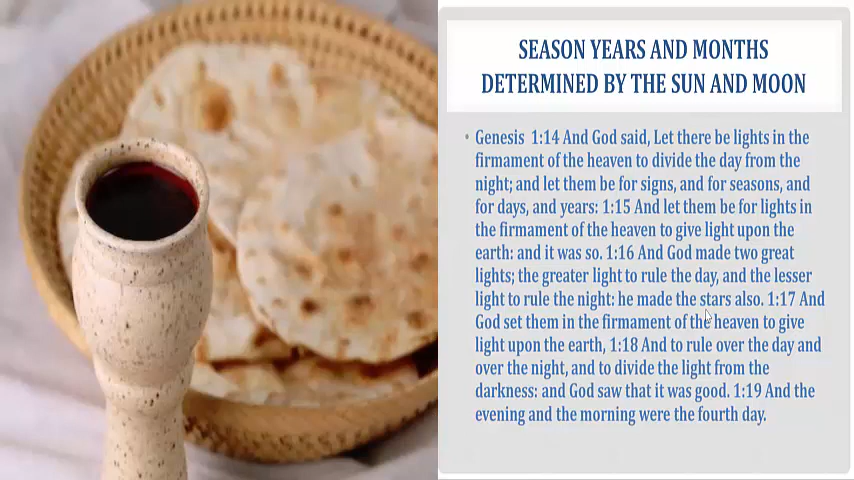 SEASON YEARS AND MONTHS
DETERMINED BY THE SUN AND MOON
• Genesis 1:14 And God said, Let there be lights in the
firmament of the heaven to divide the day from the
night; and let them be for signs, and for seasons, and
for days, and years: 1:15 And let them be for lights in
the firmament of the heaven to give light upon the
earth: and it was so. 1:16 And God made two great
lights; the greater light to rule the day, and the lesser
light to rule the night: he made the stars also. 1:17 And
God set them in the firmament of the heaven to give
light upon the earth, 1:18 And to rule over the day and
over the night, and to divide the light from the
darkness: and God saw that it was good. 1:19 And the
evening and the morning were the fourth day.